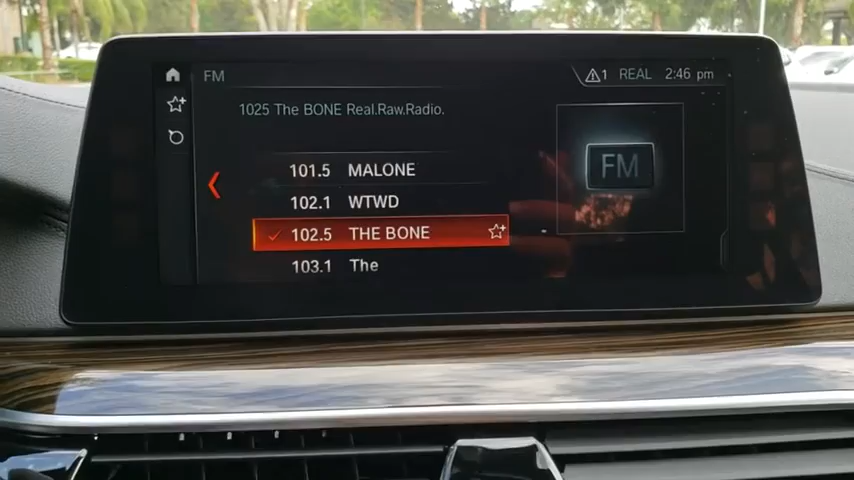 FM
1 REAL 2:46 pm
1025 The BONE Real.Raw.Radio.
101.5 MALONE
102.1 WTWD
102.5 THE BONE
103.1 The
FM